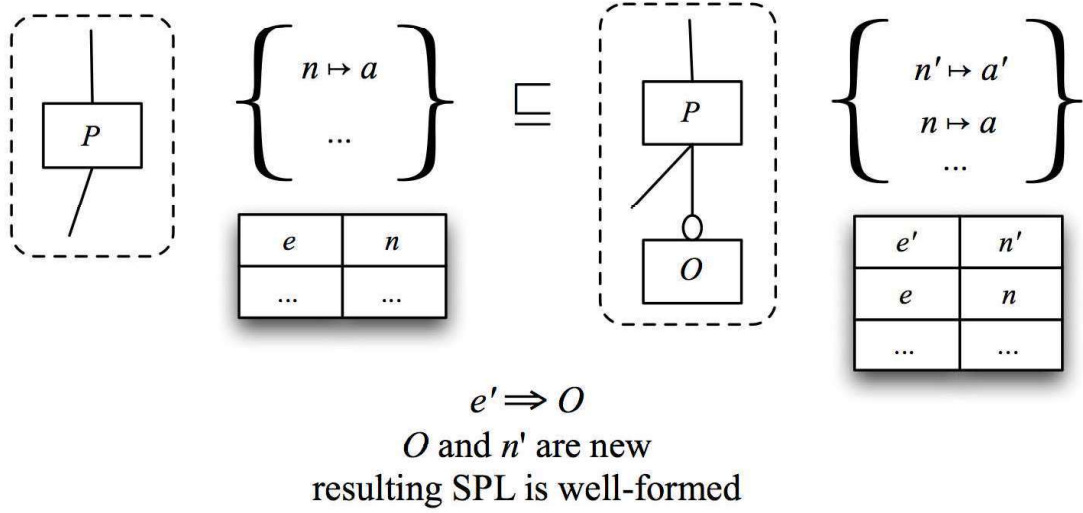 P
n ↦ a
...
e n
... ...
⊑
P
O
n′ ↦ a′
n ↦ a
...
e′ n′
e n
... ...
e′ ⇒ O
O and n' are new
resulting SPL is well-formed